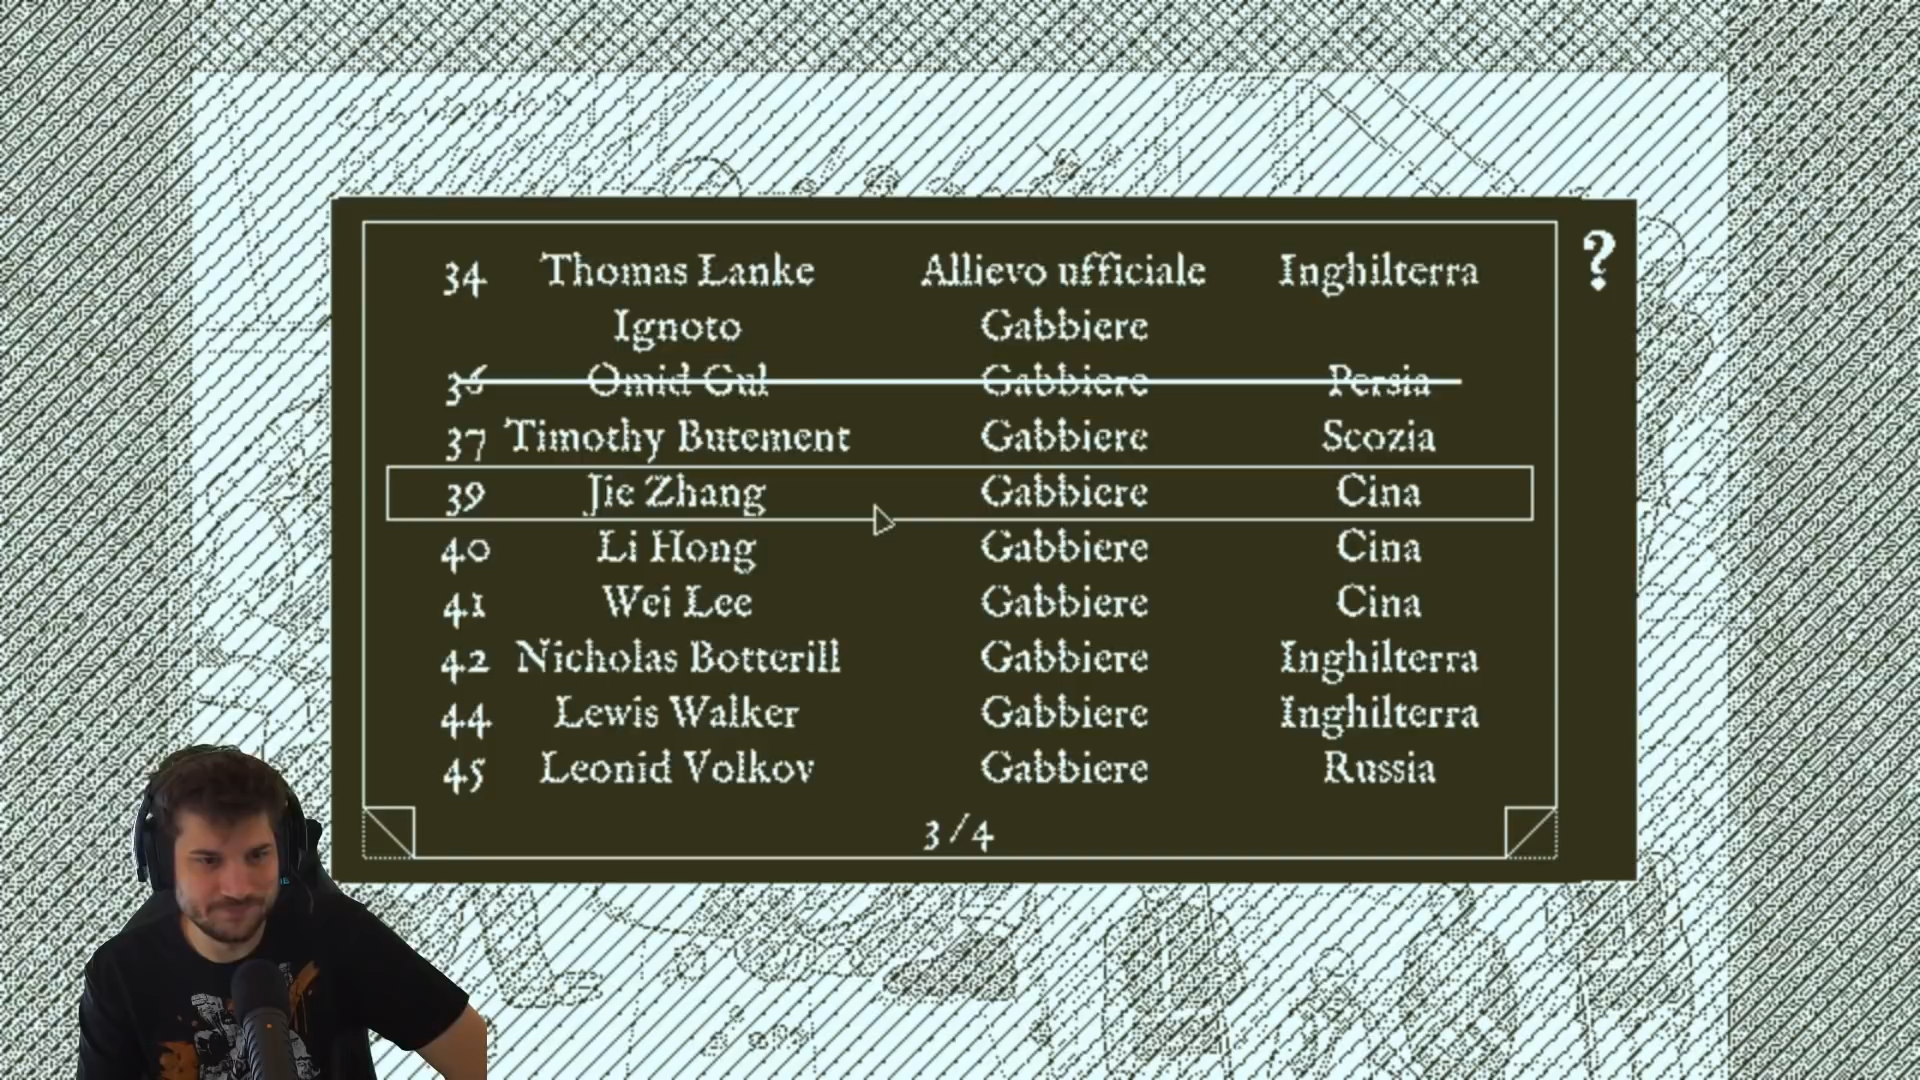 34 Thomas Lanke Allievo ufficiale Inghilterra ?
Ignoto Gabbiere
36 Omid Gul Gabbiere Persia
37 Timothy Butement Gabbiere Scozia
39 Jie Zhang Gabbiere Cina
40 Li Hong Gabbiere Cina
41 Wei Lee Gabbiere Cina
42 Nicholas Botterill Gabbiere Inghilterra
44 Lewis Walker Gabbiere Inghilterra
45 Leonid Volkov Gabbiere Russia
3/4